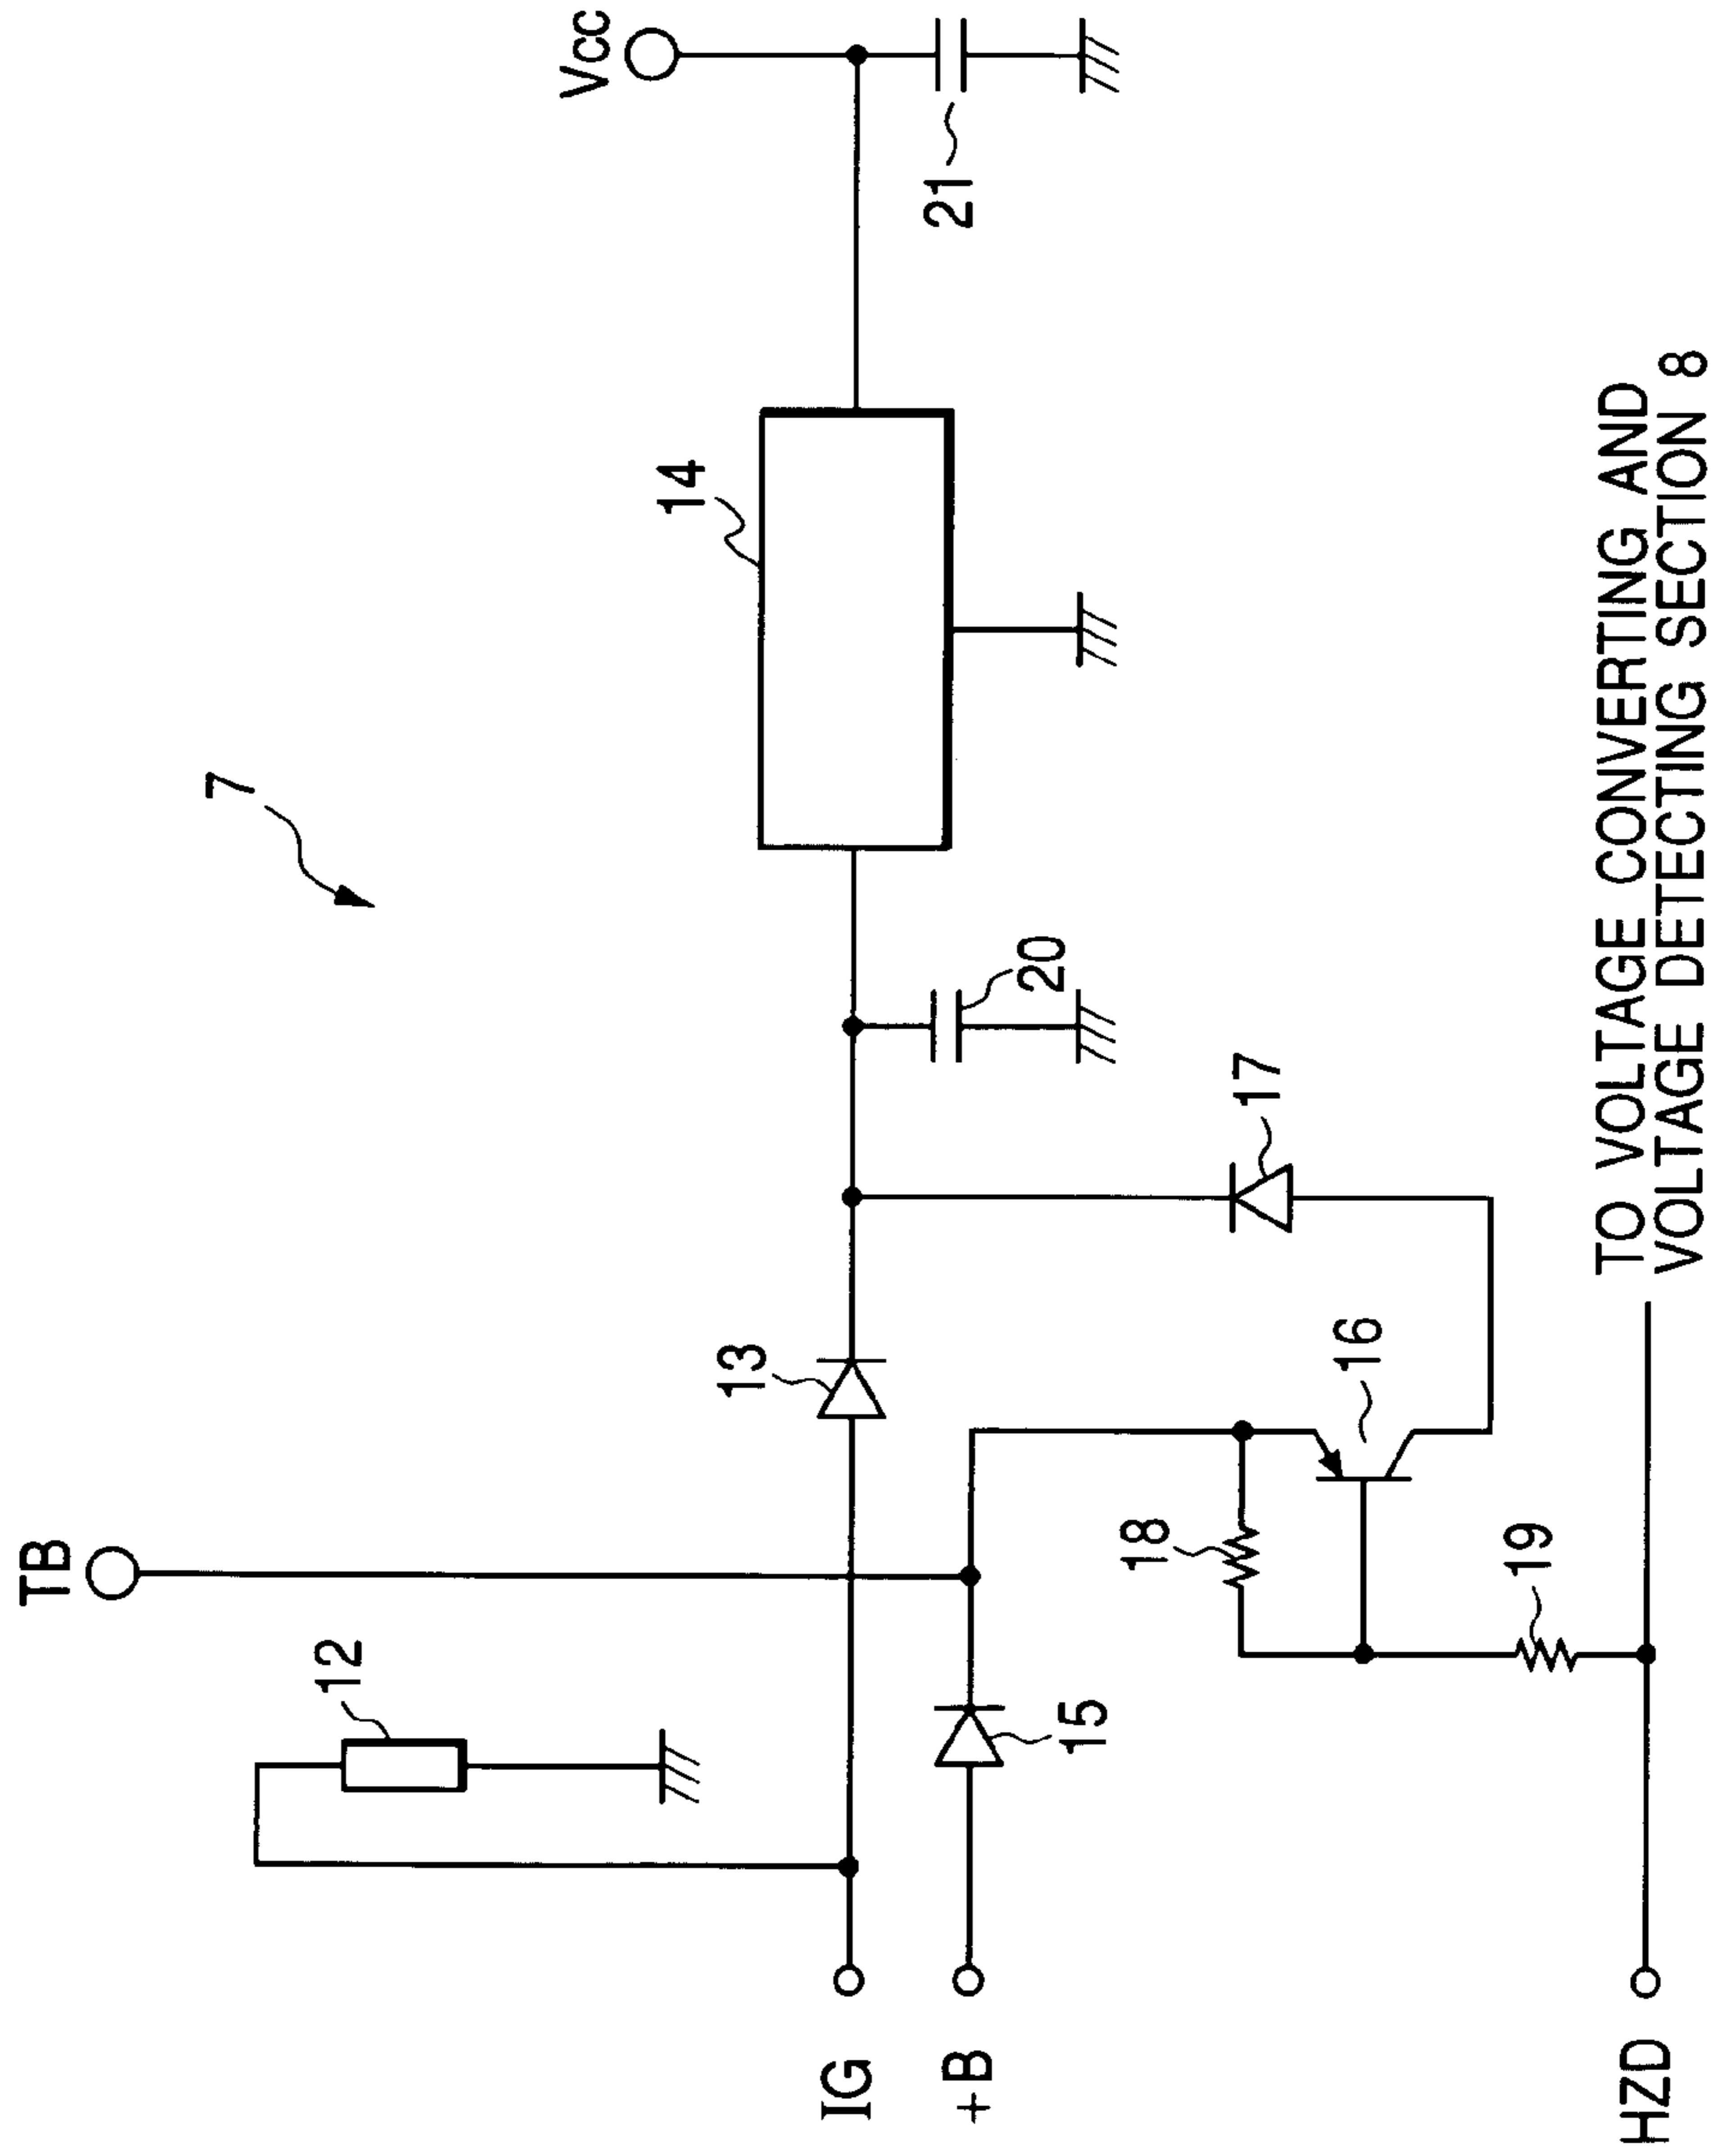 7
TB
Vcc
12
13
14
IG
+B
15
18
16
17
20
21
19
HZD
TO VOLTAGE CONVERTING AND
VOLTAGE DETECTING SECTION 8